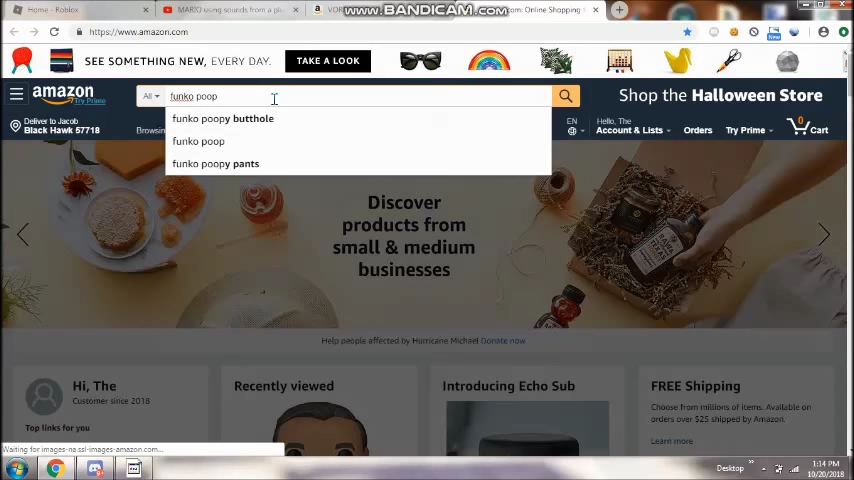 Home - Roblox
MARIO using sounds from a pl
www.BANDICAM.com
com: Online Shopping
https://www.amazon.com
SEE SOMETHING NEW, EVERY DAY.
TAKE A LOOK
amazon
Try Prime
All
funko poop
Shop the Halloween Store
funko poopy butthole
funko poop
funko poopy pants
Deliver to Jacob
Black Hawk 57718
Browsing
EN
Hello, The
Account & Lists
Orders
Try Prime
0
Cart
Discover
products from
small & medium
businesses
Help people affected by Hurricane Michael Donate now
Hi, The
Customer since 2018
Top links for you
Recently viewed
Introducing Echo Sub
FREE Shipping
Choose from millions of items. Available on
orders over $25 shipped by Amazon.
Learn more
Waiting for images-na.ssl-images-amazon.com...
Desktop
1:14 PM
10/20/2018